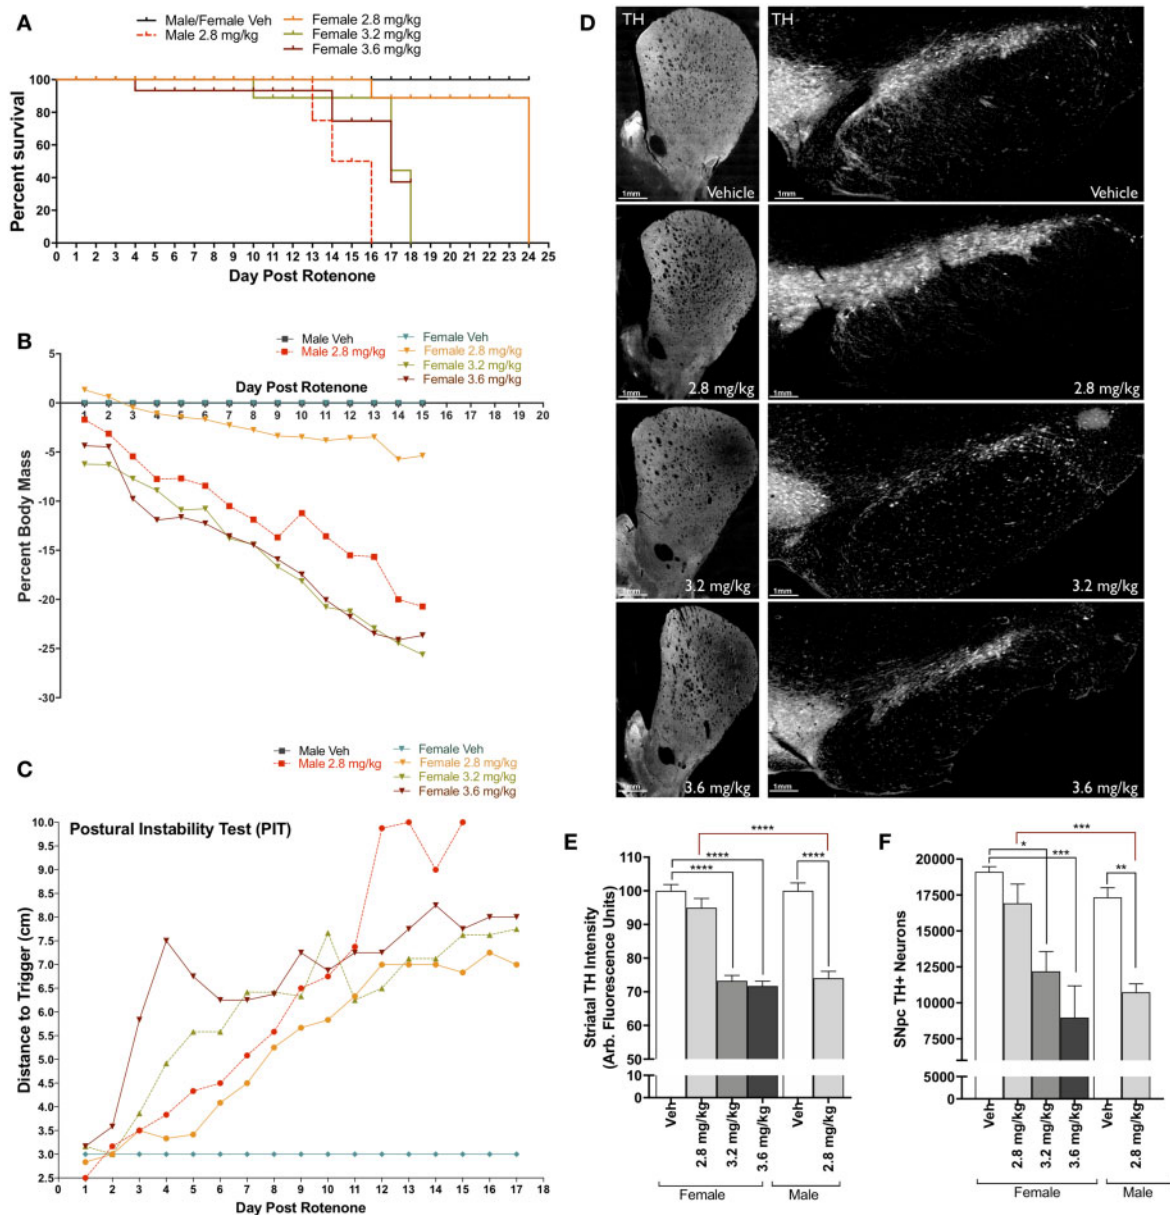 A
Male/Female Veh
Male 2.8 mg/kg
Female 2.8 mg/kg
Female 3.2 mg/kg
Female 3.6 mg/kg
Percent survival
100
80
60
40
20
0
0 1 2 3 4 5 6 7 8 9 10 11 12 13 14 15 16 17 18 19 20 21 22 23 24 25
Day Post Rotenone
B
Male Veh
Male 2.8 mg/kg
Female Veh
Female 2.8 mg/kg
Female 3.2 mg/kg
Female 3.6 mg/kg
Percent Body Mass
5
0
-5
-10
-15
-20
-25
-30
Day Post Rotenone
1 2 3 4 5 6 7 8 9 10 11 12 13 14 15 16 17 18 19 20
C
Male Veh
Male 2.8 mg/kg
Female Veh
Female 2.8 mg/kg
Female 3.2 mg/kg
Female 3.6 mg/kg
Postural Instability Test (PIT)
Distance to Trigger (cm)
10.0
9.5
9.0
8.5
8.0
7.5
7.0
6.5
6.0
5.5
5.0
4.5
4.0
3.5
3.0
2.5
0 1 2 3 4 5 6 7 8 9 10 11 12 13 14 15 16 17 18
Day Post Rotenone
D
TH
1mm
Vehicle
TH
1mm
Vehicle
1mm
2.8 mg/kg
1mm
2.8 mg/kg
1mm
3.2 mg/kg
1mm
3.2 mg/kg
1mm
3.6 mg/kg
1mm
3.6 mg/kg
E
Striatal TH Intensity
(Arb. Fluorescence Units)
110
100
90
80
70
60
50
10
0
****
****
****
****
Veh
2.8 mg/kg
3.2 mg/kg
3.6 mg/kg
Veh
2.8 mg/kg
Female
Male
F
SNpc TH+ Neurons
20000
17500
15000
12500
10000
7500
5000
0
***
*
***
**
Veh
2.8 mg/kg
3.2 mg/kg
3.6 mg/kg
Veh
2.8 mg/kg
Female
Male